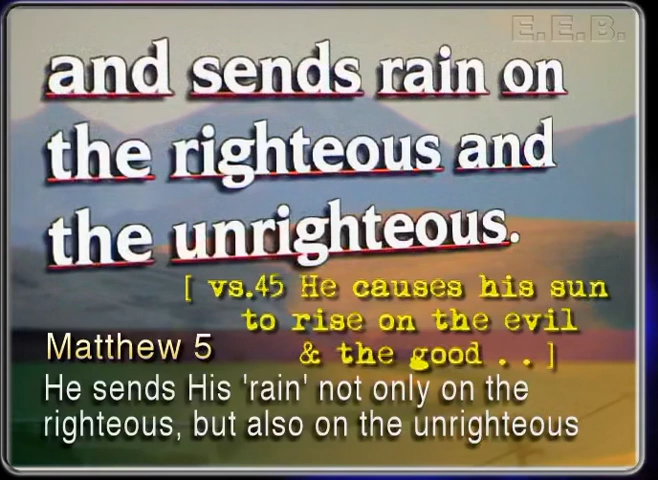 E.E.B.
and sends rain on
the righteous and
the unrighteous.
[ vs.45 He causes his sun
to rise on the evil
& the good . . ]
Matthew 5
He sends His 'rain' not only on the
righteous, but also on the unrighteous